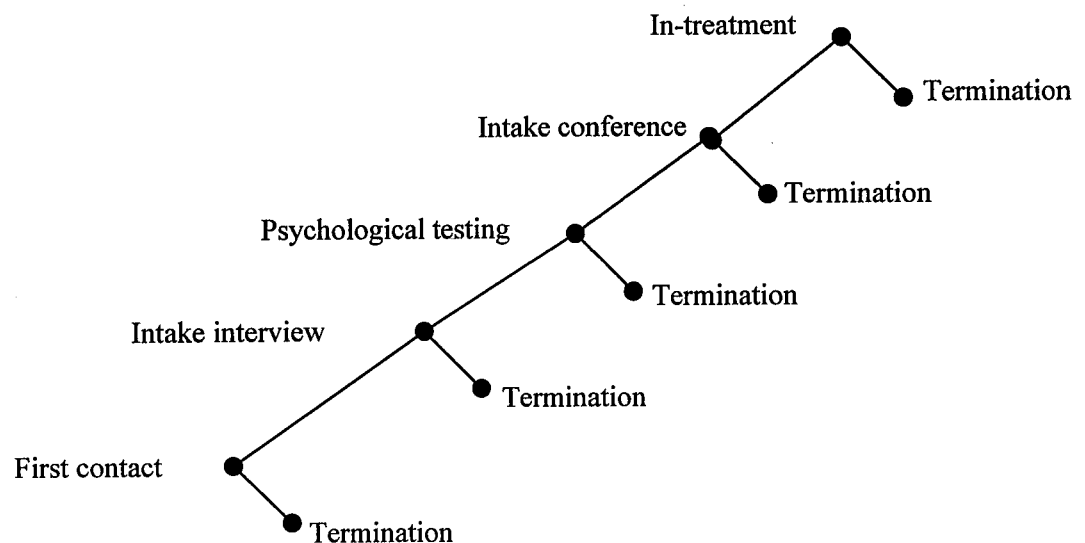 In-treatment
Termination
Intake conference
Termination
Psychological testing
Termination
Intake interview
Termination
First contact
Termination